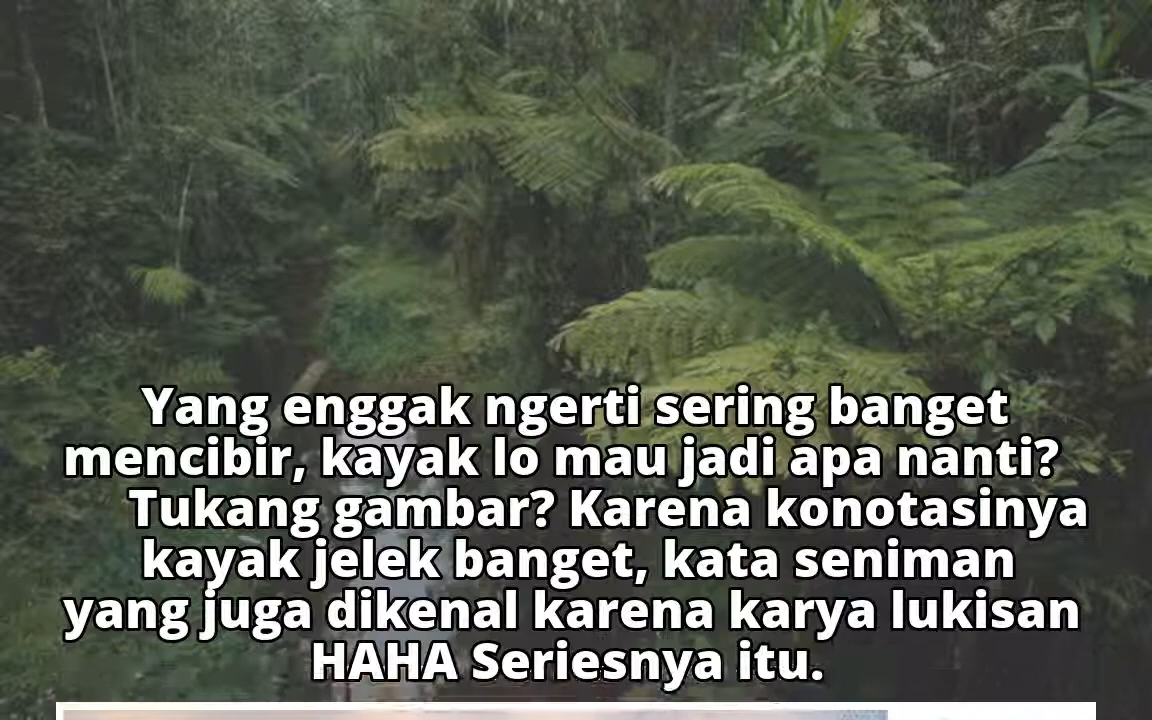 Yang enggak ngerti sering banget
mencibir, kayak lo mau jadi apa nanti?
Tukang gambar? Karena konotasinya
kayak jelek banget, kata seniman
yang juga dikenal karena karya lukisan
HAHA Seriesnya itu.